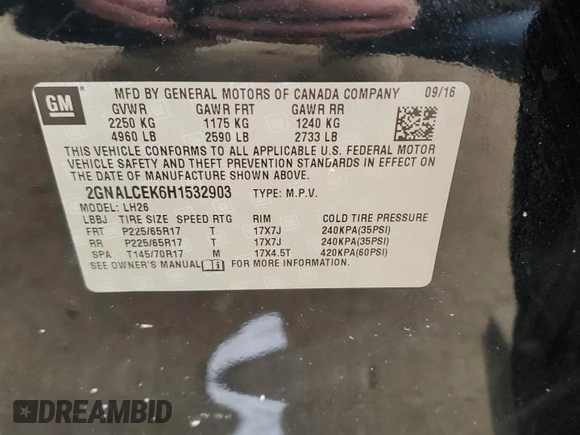 GM
MFD BY GENERAL MOTORS OF CANADA COMPANY 09/16
GVWR GAWR FRT GAWR RR
2250 KG 1175 KG 1240 KG
4960 LB 2590 LB 2733 LB
THIS VEHICLE CONFORMS TO ALL APPLICABLE U.S. FEDERAL MOTOR
VEHICLE SAFETY AND THEFT PREVENTION STANDARDS IN EFFECT ON
THE DATE OF MANUFACTURE SHOWN ABOVE.
2GNALCEK6H1532903 TYPE: M.P.V.
MODEL: LH26
LBBJ TIRE SIZE SPEED RTG RIM COLD TIRE PRESSURE
FRT P225/65R17 T 17X7J 240KPA(35PSI)
RR P225/65R17 T 17X7J 240KPA(35PSI)
SPA T145/70R17 M 17X4.5T 420KPA(60PSI)
SEE OWNER'S MANUAL FOR MORE INFORMATION.
DREAMBID